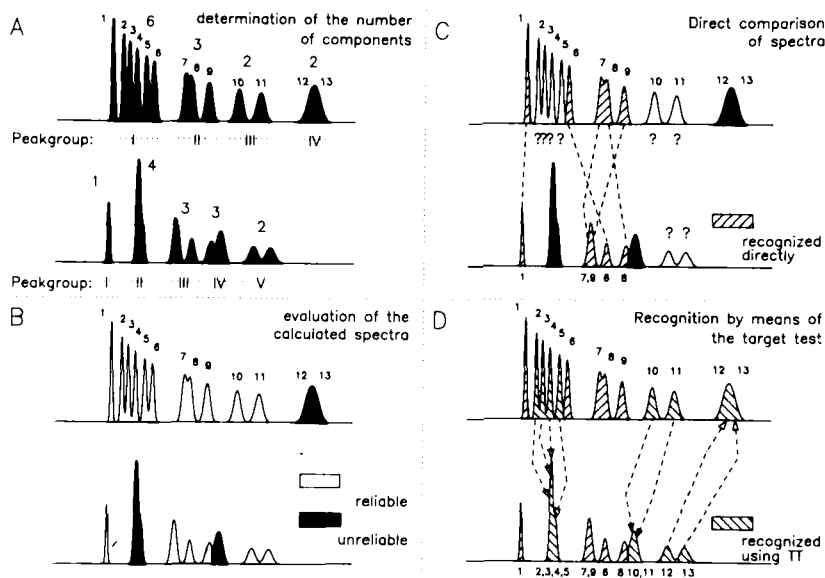 A
determination of the number
of components
1 2 3 4 5 6 6 7 8 3 9 10 2 11 12 2 13
Peakgroup: I II III IV
1 4 3 3 2
Peakgroup: I II III IV V
B
evaluation of the
calculated spectra
1 2 3 4 5 6 7 8 9 10 11 12 13
reliable
unreliable
C
Direct comparison
of spectra
1 2 3 4 5 6 7 8 9 10 11 12 13
??? ? ? ?
? ?
recognized
directly
1 7,9 6 8
D
Recognition by means of
the target test
1 2 3 4 5 6 7 8 9 10 11 12 13
recognized
using TT
1 2,3,4,5 7,9 6 8 10,11 12 13